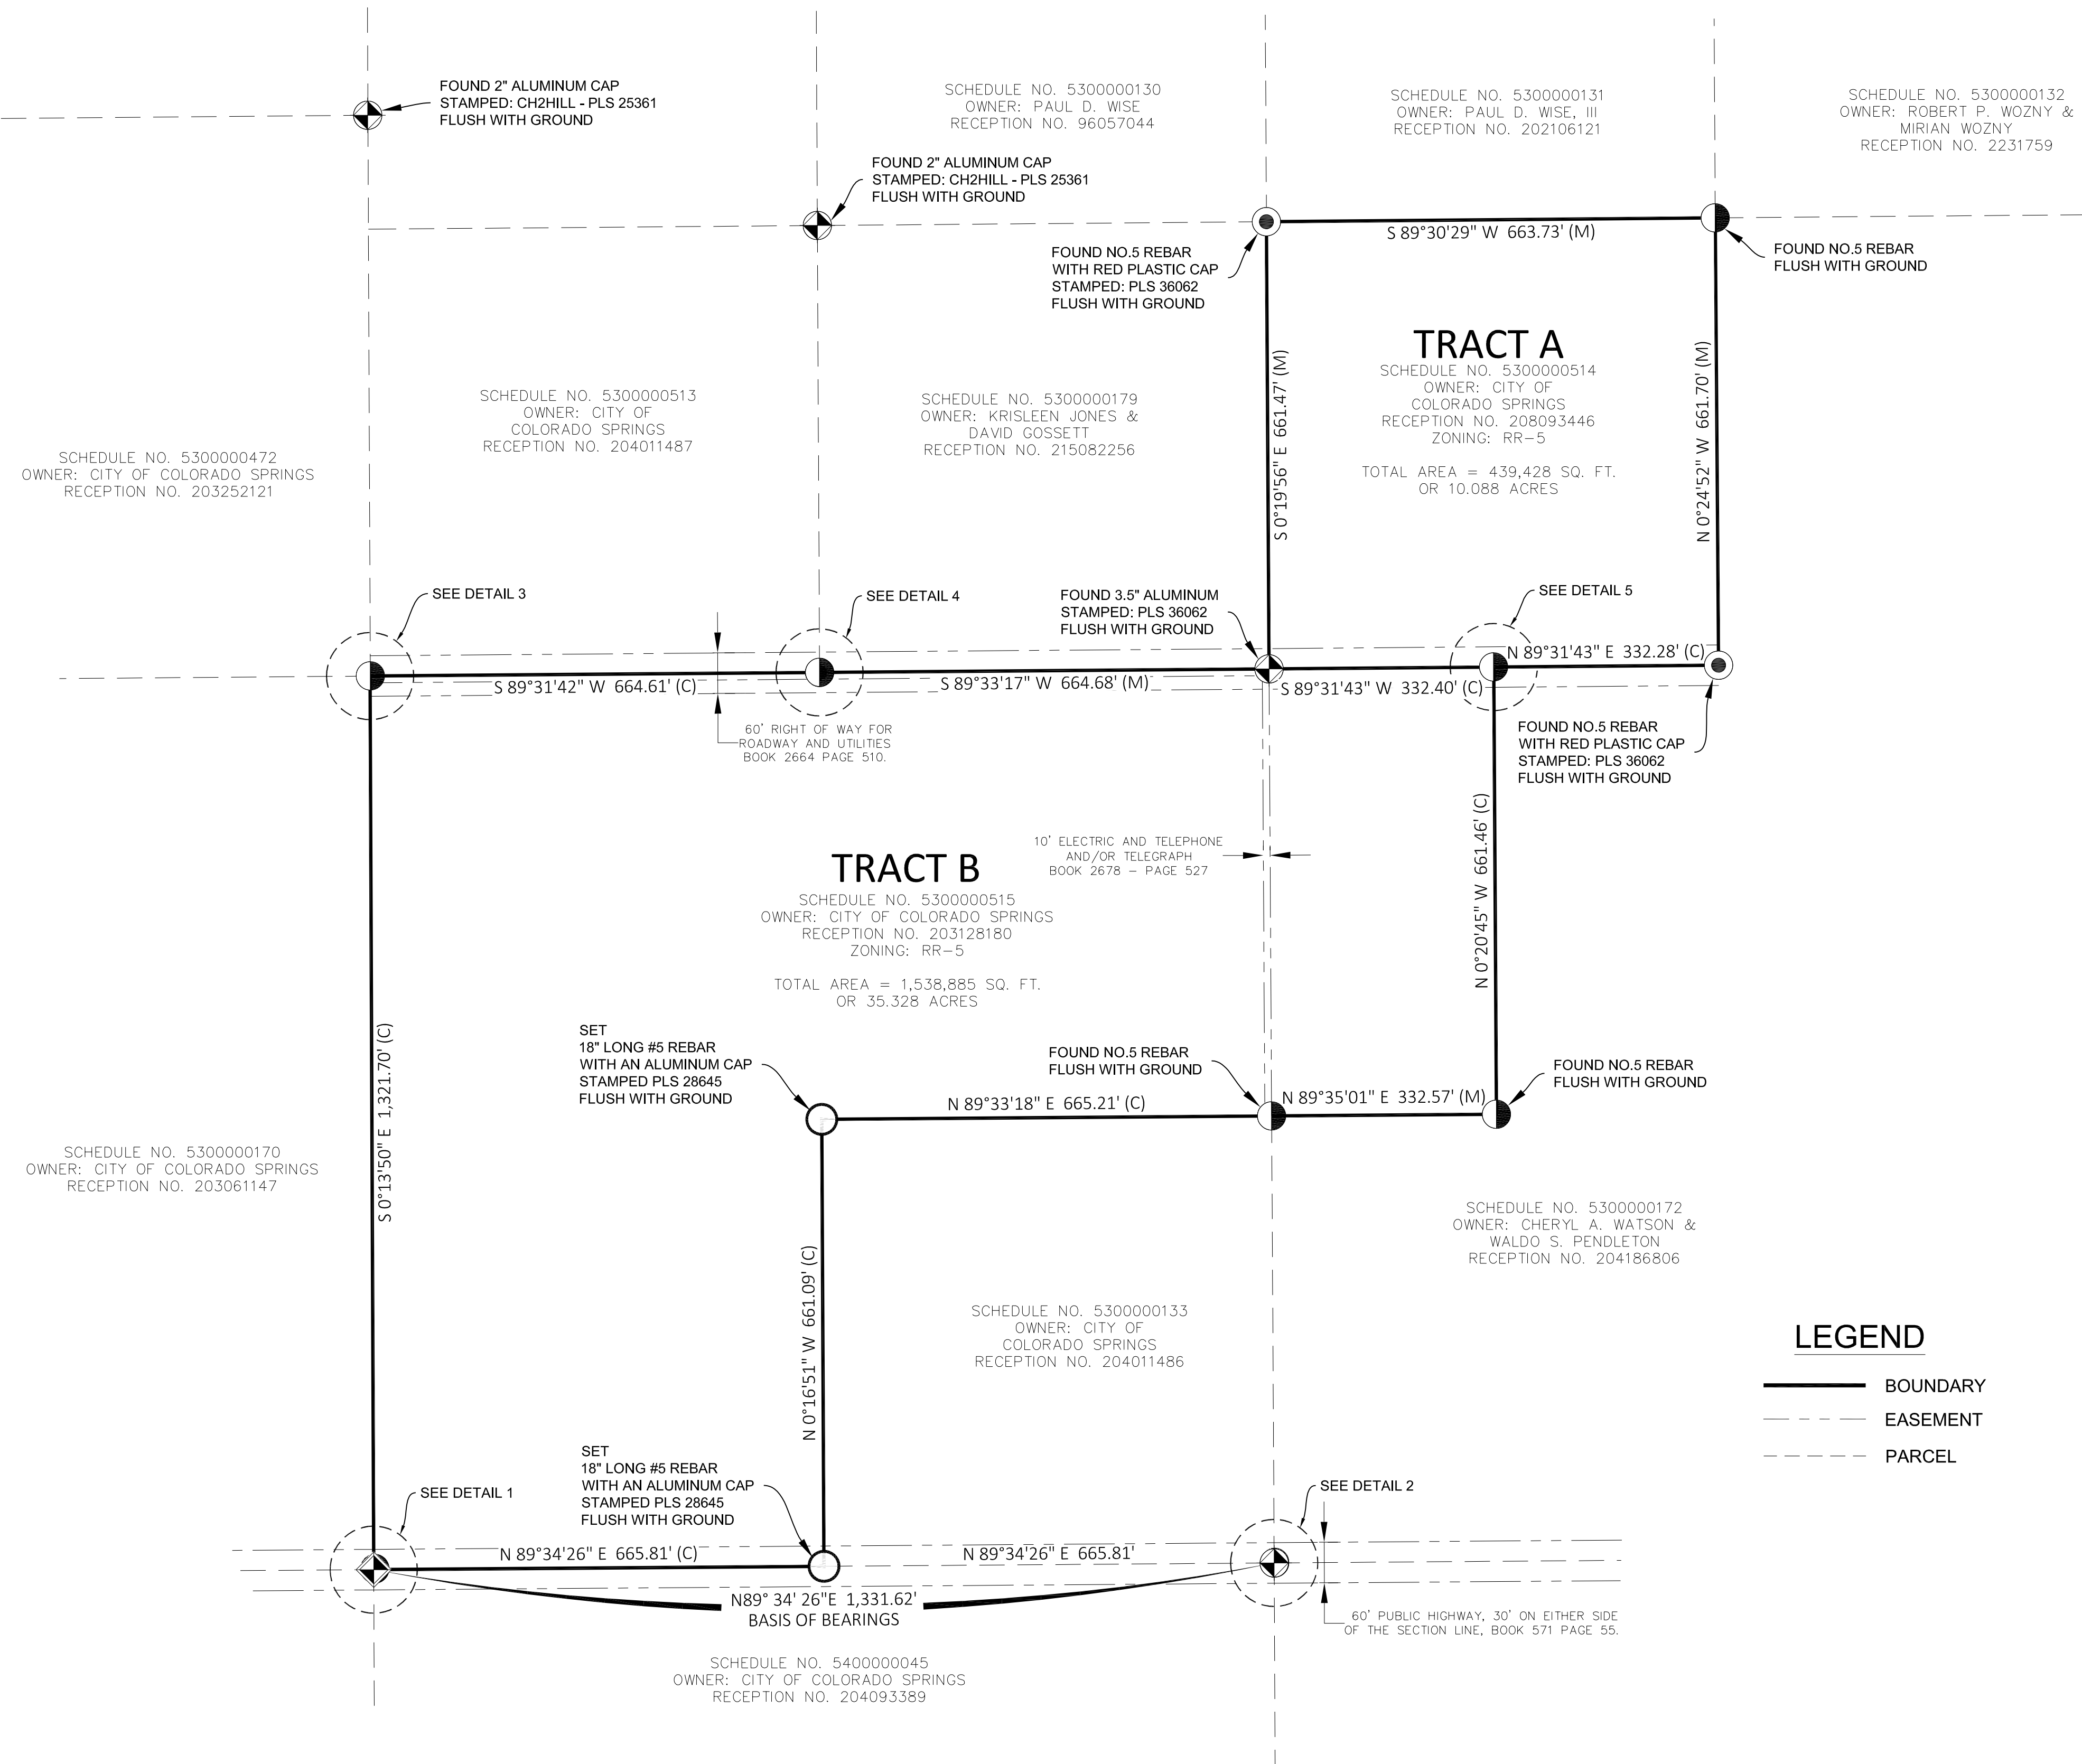 FOUND 2" ALUMINUM CAP
STAMPED: CH2HILL - PLS 25361
FLUSH WITH GROUND
SCHEDULE NO. 5300000130
OWNER: PAUL D. WISE
RECEPTION NO. 96057044
SCHEDULE NO. 5300000131
OWNER: PAUL D. WISE, III
RECEPTION NO. 202106121
SCHEDULE NO. 5300000132
OWNER: ROBERT P. WOZNY &
MIRIAN WOZNY
RECEPTION NO. 2231759
FOUND 2" ALUMINUM CAP
STAMPED: CH2HILL - PLS 25361
FLUSH WITH GROUND
S 89°30'29" W 663.73' (M)
FOUND NO.5 REBAR
WITH RED PLASTIC CAP
STAMPED: PLS 36062
FLUSH WITH GROUND
FOUND NO.5 REBAR
FLUSH WITH GROUND
TRACT A
SCHEDULE NO. 5300000514
OWNER: CITY OF
COLORADO SPRINGS
RECEPTION NO. 208093446
ZONING: RR-5
TOTAL AREA = 439,428 SQ. FT.
OR 10.088 ACRES
S 0°19'56" E 661.47' (M)
N 0°24'52" W 661.70' (M)
SCHEDULE NO. 5300000513
OWNER: CITY OF
COLORADO SPRINGS
RECEPTION NO. 204011487
SCHEDULE NO. 5300000179
OWNER: KRISLEEN JONES &
DAVID GOSSETT
RECEPTION NO. 215082256
SCHEDULE NO. 5300000472
OWNER: CITY OF COLORADO SPRINGS
RECEPTION NO. 203252121
SEE DETAIL 3
SEE DETAIL 4
FOUND 3.5" ALUMINUM
STAMPED: PLS 36062
FLUSH WITH GROUND
SEE DETAIL 5
N 89°31'43" E 332.28' (C)
S 89°31'42" W 664.61' (C)
S 89°33'17" W 664.68' (M)
S 89°31'43" W 332.40' (C)
60' RIGHT OF WAY FOR
ROADWAY AND UTILITIES
BOOK 2664 PAGE 510.
FOUND NO.5 REBAR
WITH RED PLASTIC CAP
STAMPED: PLS 36062
FLUSH WITH GROUND
10' ELECTRIC AND TELEPHONE
AND/OR TELEGRAPH
BOOK 2678 - PAGE 527
N 0°20'45" W 661.46' (C)
TRACT B
SCHEDULE NO. 5300000515
OWNER: CITY OF COLORADO SPRINGS
RECEPTION NO. 203128180
ZONING: RR-5
TOTAL AREA = 1,538,885 SQ. FT.
OR 35.328 ACRES
SET
18" LONG #5 REBAR
WITH AN ALUMINUM CAP
STAMPED PLS 28645
FLUSH WITH GROUND
FOUND NO.5 REBAR
FLUSH WITH GROUND
FOUND NO.5 REBAR
FLUSH WITH GROUND
N 89°33'18" E 665.21' (C)
N 89°35'01" E 332.57' (M)
S 0°13'50" E 1,321.70' (C)
SCHEDULE NO. 5300000170
OWNER: CITY OF COLORADO SPRINGS
RECEPTION NO. 203061147
SCHEDULE NO. 5300000172
OWNER: CHERYL A. WATSON &
WALDO S. PENDLETON
RECEPTION NO. 204186806
N 0°16'51" W 661.09' (C)
SCHEDULE NO. 5300000133
OWNER: CITY OF
COLORADO SPRINGS
RECEPTION NO. 204011486
LEGEND
BOUNDARY
EASEMENT
PARCEL
SET
18" LONG #5 REBAR
WITH AN ALUMINUM CAP
STAMPED PLS 28645
FLUSH WITH GROUND
SEE DETAIL 1
SEE DETAIL 2
N 89°34'26" E 665.81' (C)
N 89°34'26" E 665.81'
N89° 34' 26"E 1,331.62'
BASIS OF BEARINGS
60' PUBLIC HIGHWAY, 30' ON EITHER SIDE
OF THE SECTION LINE, BOOK 571 PAGE 55.
SCHEDULE NO. 5400000045
OWNER: CITY OF COLORADO SPRINGS
RECEPTION NO. 204093389